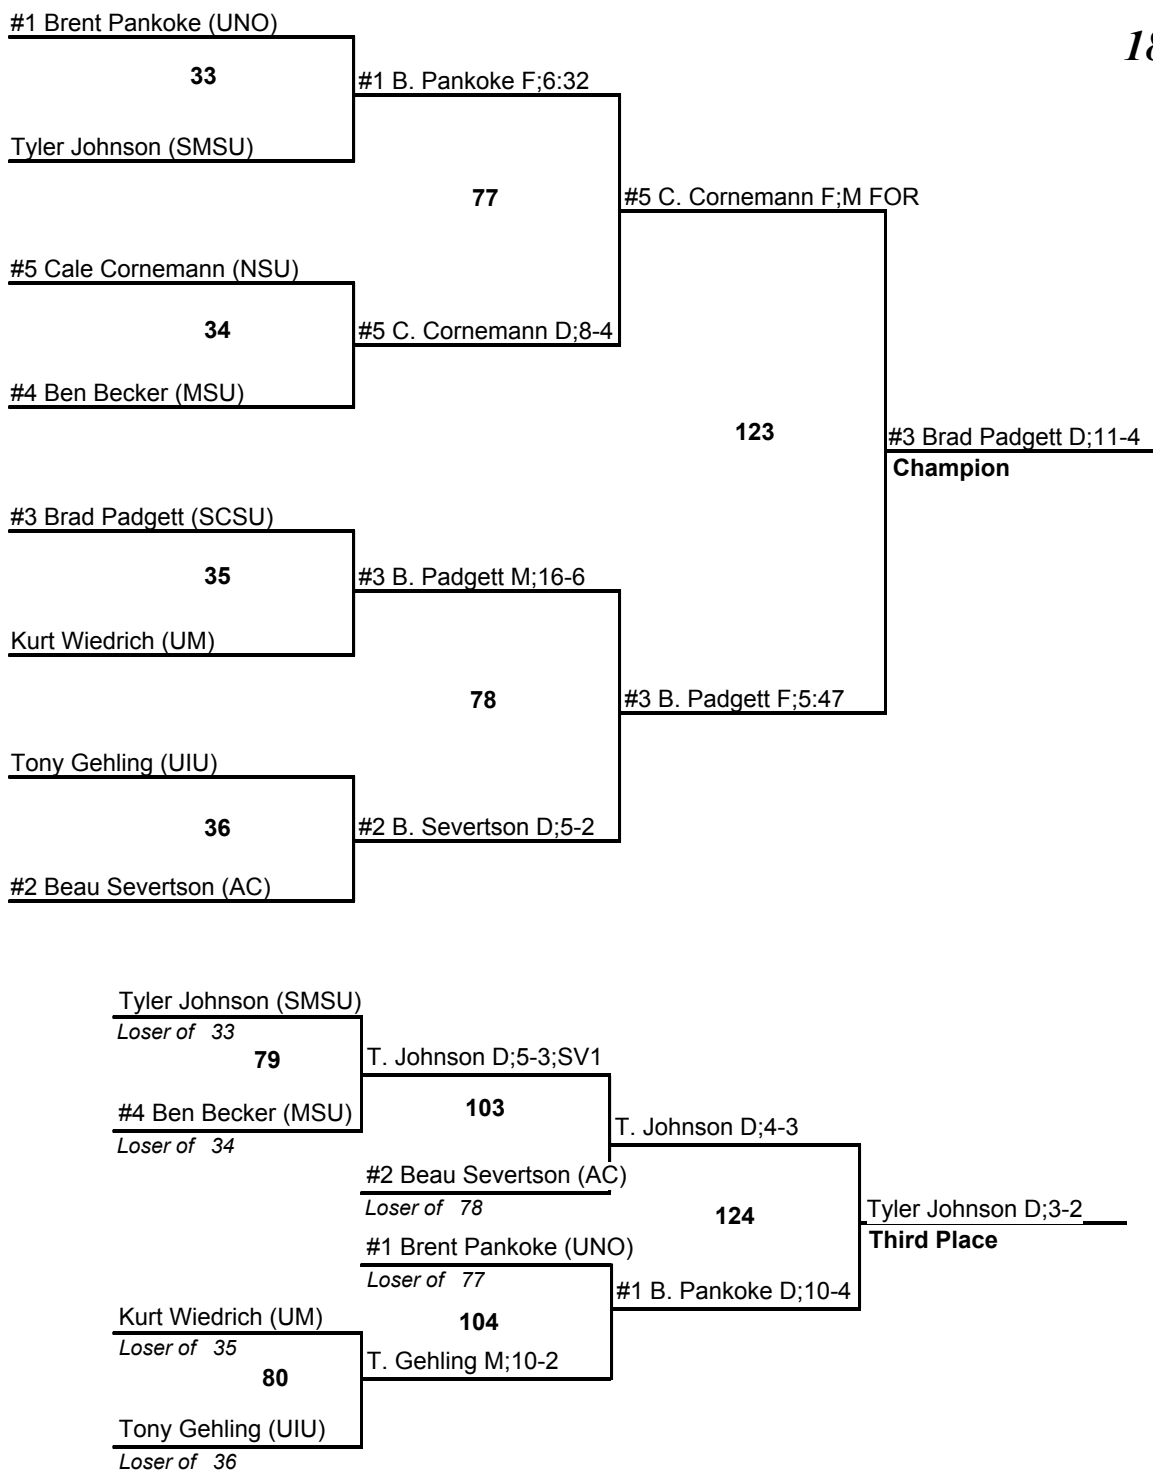 #1 Brent Pankoke (UNO)
18
33
#1 B. Pankoke F;6:32
Tyler Johnson (SMSU)
77
#5 C. Cornemann F;M FOR
#5 Cale Cornemann (NSU)
34
#5 C. Cornemann D;8-4
#4 Ben Becker (MSU)
123
#3 Brad Padgett D;11-4
Champion
#3 Brad Padgett (SCSU)
35
#3 B. Padgett M;16-6
Kurt Wiedrich (UM)
78
#3 B. Padgett F;5:47
Tony Gehling (UIU)
36
#2 B. Severtson D;5-2
#2 Beau Severtson (AC)
Tyler Johnson (SMSU)
Loser of 33
79
T. Johnson D;5-3;SV1
#4 Ben Becker (MSU)
Loser of 34
103
T. Johnson D;4-3
#2 Beau Severtson (AC)
Loser of 78
124
Tyler Johnson D;3-2
Third Place
#1 Brent Pankoke (UNO)
Loser of 77
#1 B. Pankoke D;10-4
Kurt Wiedrich (UM)
Loser of 35
104
80
T. Gehling M;10-2
Tony Gehling (UIU)
Loser of 36